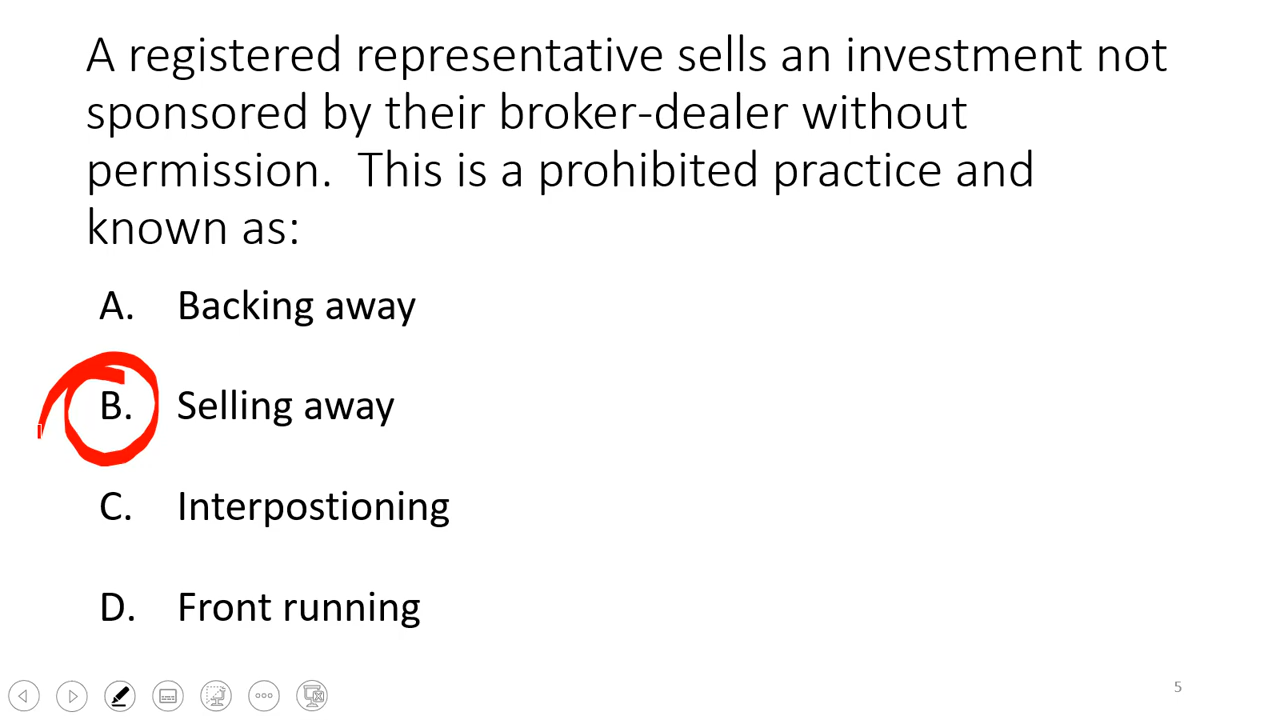 A registered representative sells an investment not
sponsored by their broker-dealer without
permission.  This is a prohibited practice and
known as:
A. Backing away
B. Selling away
C. Interpostioning
D. Front running
5